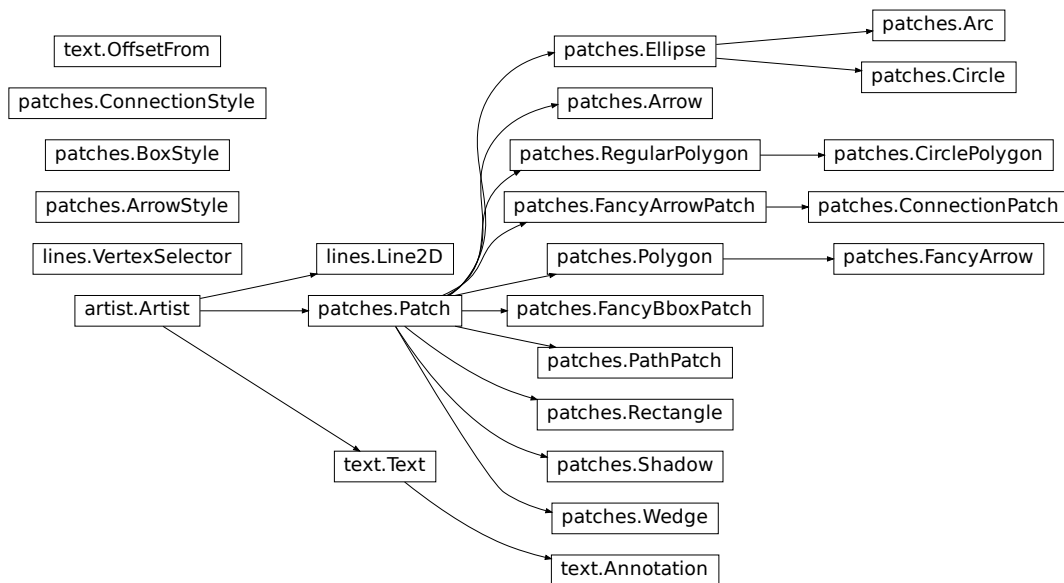 text.OffsetFrom
patches.ConnectionStyle
patches.BoxStyle
patches.ArrowStyle
lines.VertexSelector
artist.Artist
lines.Line2D
patches.Patch
text.Text
patches.Ellipse
patches.Arrow
patches.RegularPolygon
patches.FancyArrowPatch
patches.Polygon
patches.FancyBboxPatch
patches.PathPatch
patches.Rectangle
patches.Shadow
patches.Wedge
text.Annotation
patches.Arc
patches.Circle
patches.CirclePolygon
patches.ConnectionPatch
patches.FancyArrow